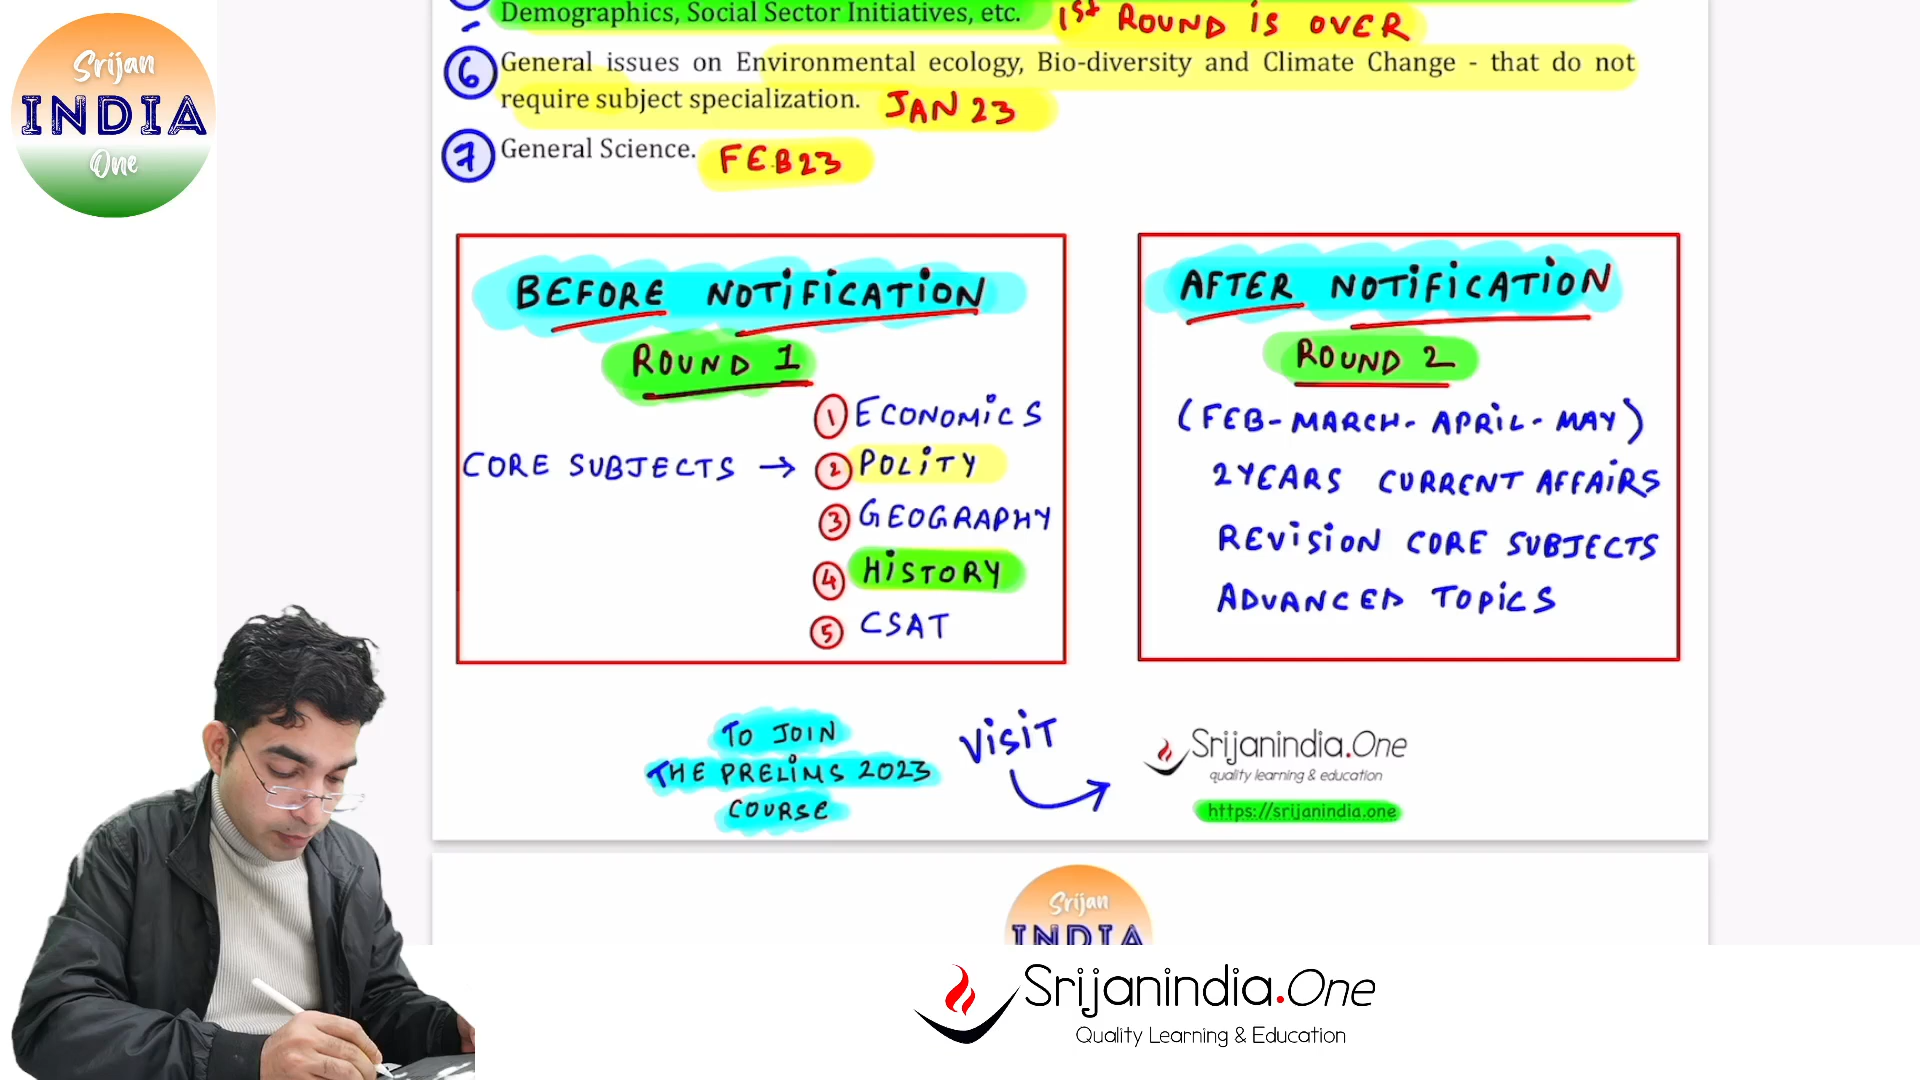 Srijan
INDIA
One
Demographics, Social Sector Initiatives, etc. 1st ROUND IS OVER
6 General issues on Environmental ecology, Bio-diversity and Climate Change - that do not
require subject specialization. JAN 23
7 General Science. FEB23
BEFORE NOTIFICATION
ROUND 1
CORE SUBJECTS →
1 ECONOMICS
2 POLITY
3 GEOGRAPHY
4 HISTORY
5 CSAT
AFTER NOTIFICATION
ROUND 2
(FEB-MARCH-APRIL-MAY)
2 YEARS CURRENT AFFAIRS
REVISION CORE SUBJECTS
ADVANCED TOPICS
TO JOIN
THE PRELIMS 2023
COURSE
VISIT
Srijanindia.One
quality learning & education
https://srijanindia.one
Srijan
INDIA
Srijanindia.One
Quality Learning & Education